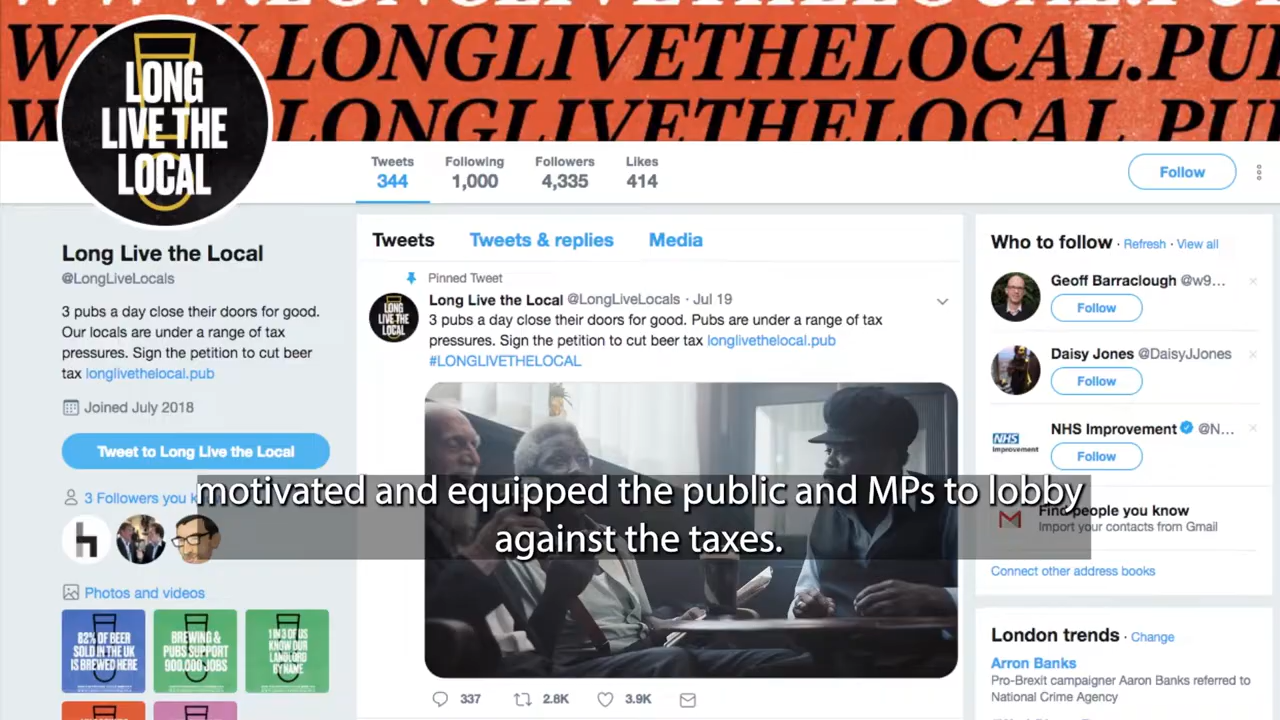 WWW.LONGLIVETHELOCAL.PUB
W LONGLIVETHELOCAL.PUB
W LONGLIVETHELOCAL.PUB
LONG
LIVE THE
LOCAL
Tweets
344
Following
1,000
Followers
4,335
Likes
414
Follow
Long Live the Local
@LongLiveLocals
3 pubs a day close their doors for good.
Our locals are under a range of tax
pressures. Sign the petition to cut beer
tax longlivethelocal.pub
Joined July 2018
Tweet to Long Live the Local
3 Followers you k
h
Photos and videos
82% OF BEER
SOLD IN THE UK
IS BREWED HERE
BREWING &
PUBS SUPPORT
900,000 JOBS
1 IN 3 OF US
KNOW OUR
LANDLORD
BY NAME
Tweets Tweets & replies Media
Pinned Tweet
LONG
LIVE THE
LOCAL
Long Live the Local @LongLiveLocals · Jul 19
3 pubs a day close their doors for good. Pubs are under a range of tax
pressures. Sign the petition to cut beer tax longlivethelocal.pub
#LONGLIVETHELOCAL
337 2.8K 3.9K
Who to follow · Refresh · View all
Geoff Barraclough @w9...
Follow
Daisy Jones @DaisyJJones
Follow
NHS
Improvement
NHS Improvement @N...
Follow
Find people you know
Import your contacts from Gmail
Connect other address books
London trends · Change
Arron Banks
Pro-Brexit campaigner Aaron Banks referred to
National Crime Agency
motivated and equipped the public and MPs to lobby
against the taxes.